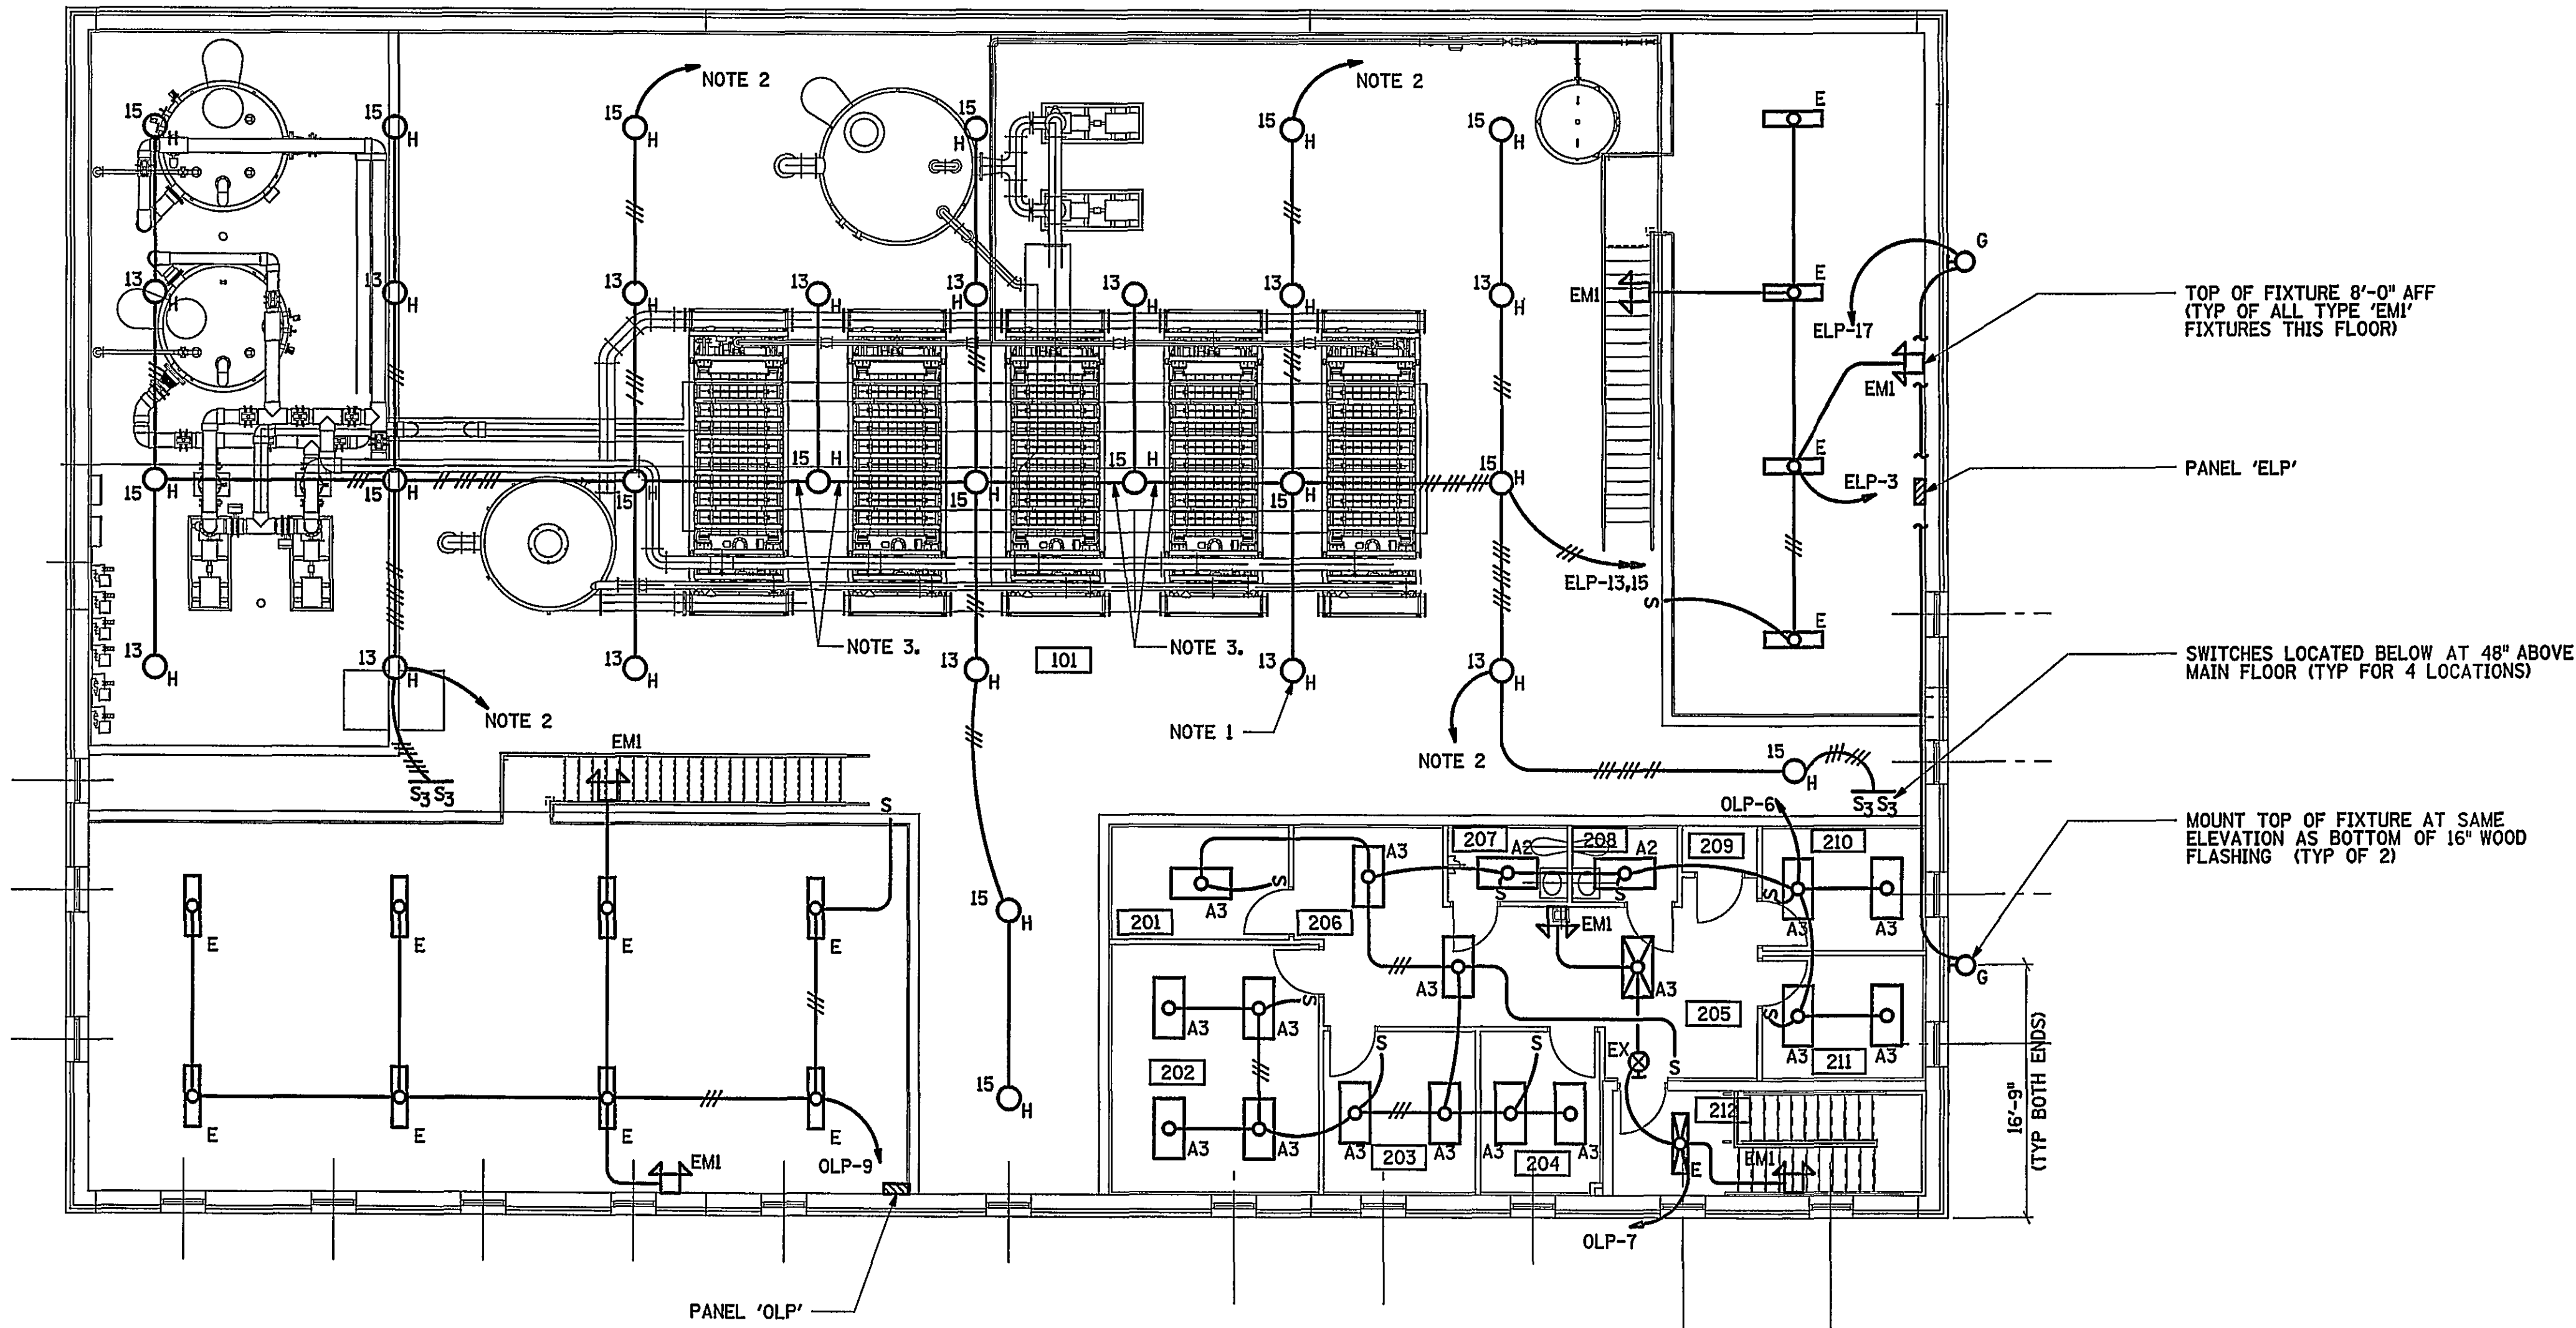 NOTE 2
NOTE 2
15 H
15 H
15 H
15 H
15 H
15 H
E
G
13 H
13 H
13 H
13 H
13 H
13 H
13 H
13 H
EM1
E
ELP-17
TOP OF FIXTURE 8'-0" AFF
(TYP OF ALL TYPE 'EM1'
FIXTURES THIS FLOOR)
EM1
15 H
15 H
15 H
15 H
15 H
15 H
15 H
15 H
E
ELP-3
PANEL 'ELP'
ELP-13,15
S
E
NOTE 3.
NOTE 3.
101
13 H
13 H
13 H
13 H
13 H
13 H
SWITCHES LOCATED BELOW AT 48" ABOVE
MAIN FLOOR (TYP FOR 4 LOCATIONS)
NOTE 2
NOTE 1
NOTE 2
EM1
15 H
S3 S3
S3 S3
S
OLP-6
MOUNT TOP OF FIXTURE AT SAME
ELEVATION AS BOTTOM OF 16" WOOD
FLASHING (TYP OF 2)
207
A2
208
A2
209
210
A3
S
A3
S
S
S
201
206
15 H
EM1
A3
A3
E
E
E
E
A3
A3
G
S
A3
A3
205
S
202
S
S
EX
S
A3
A3
211
16'-9"
(TYP BOTH ENDS)
15 H
212
E
E
E
E
A3
A3
A3
203
A3
A3
204
A3
EM1
E
OLP-9
EM1
OLP-7
PANEL 'OLP'